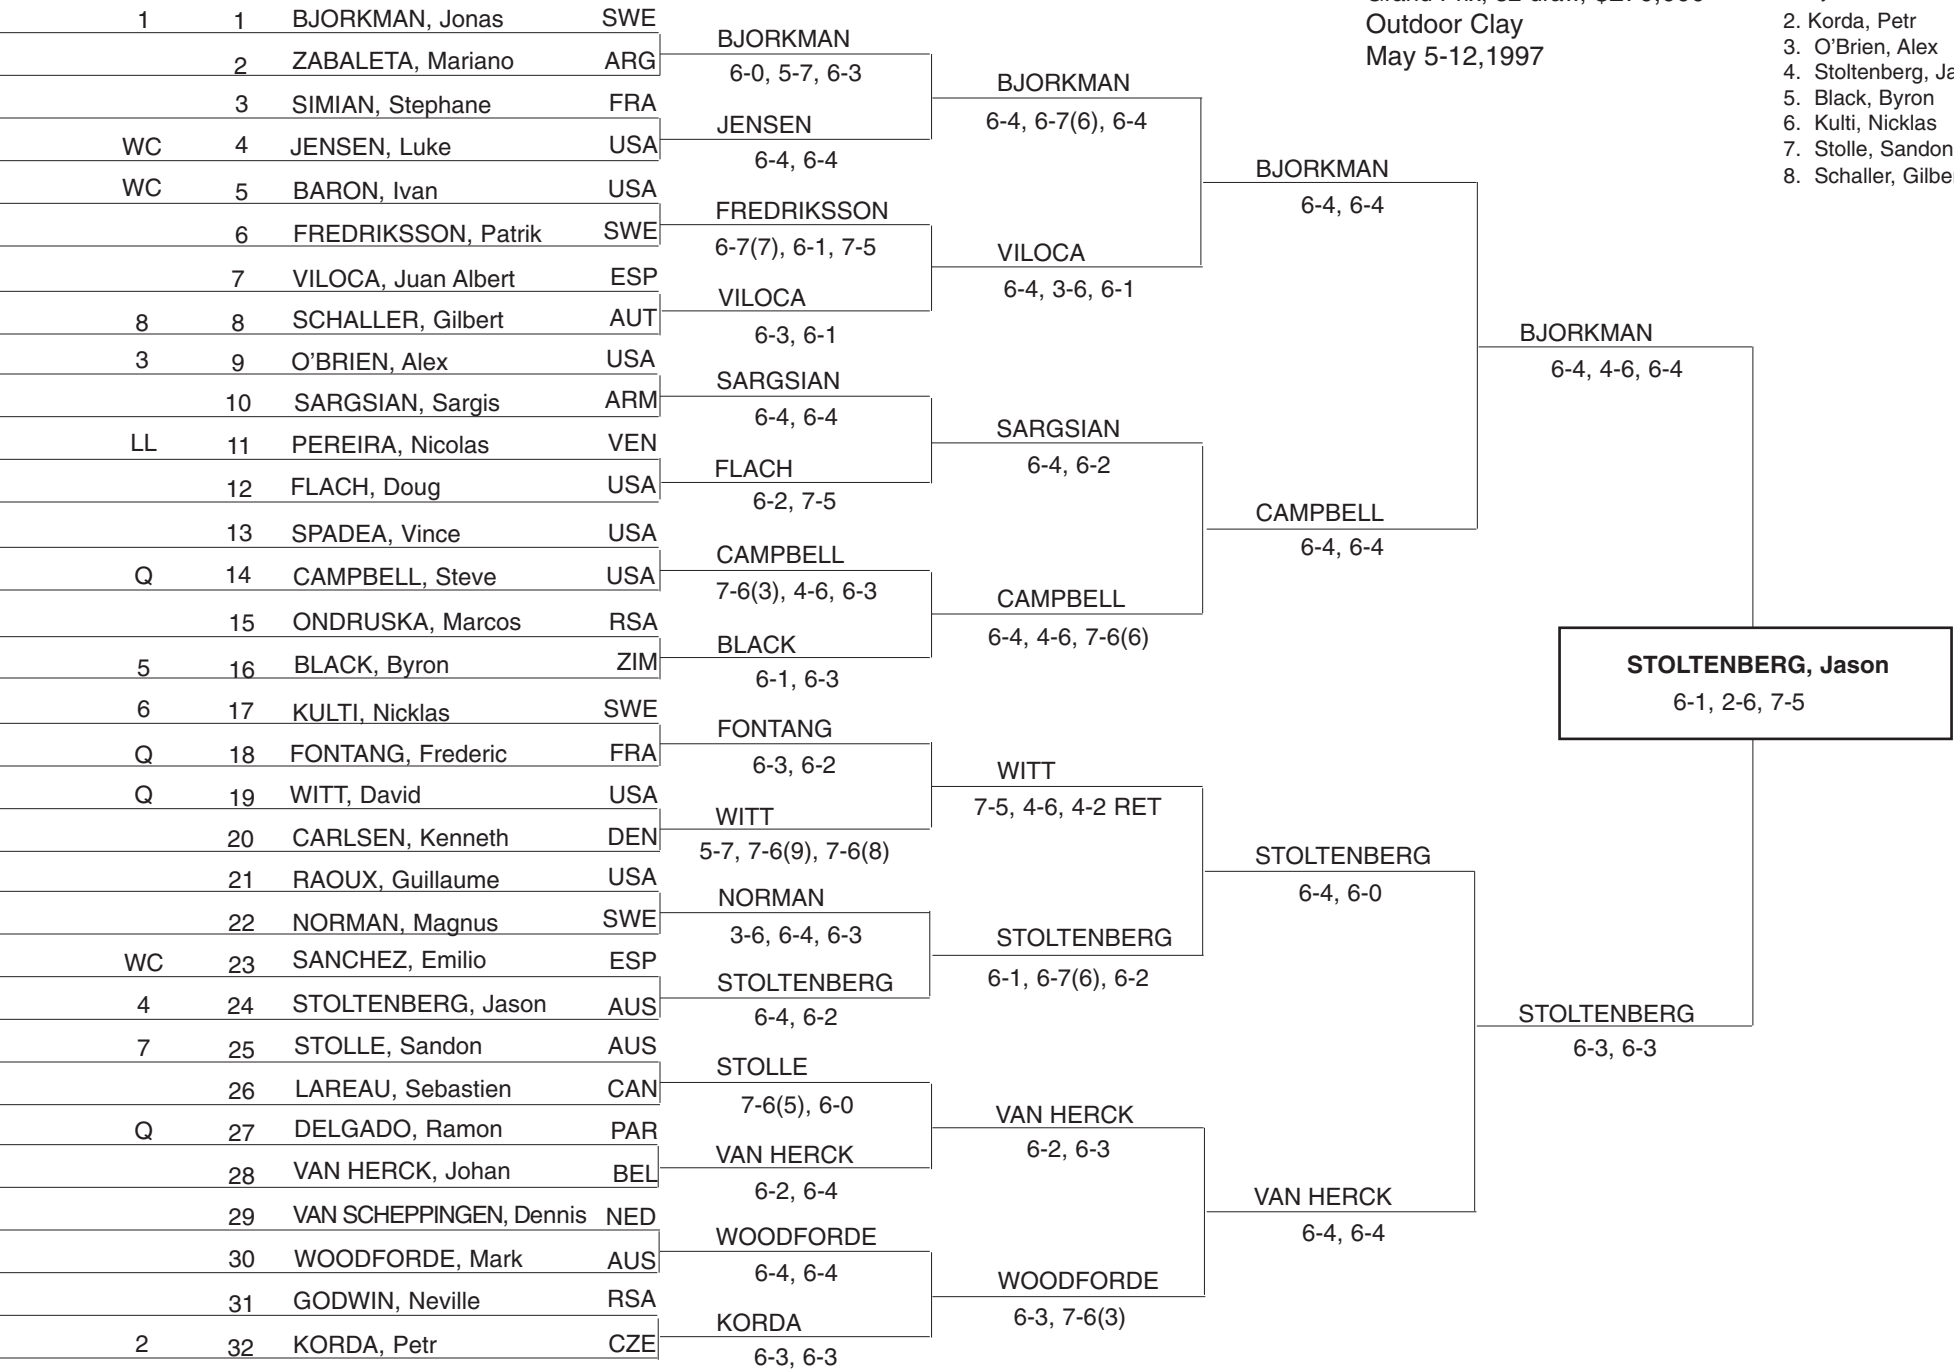 1 1 BJORKMAN, Jonas SWE
2 ZABALETA, Mariano ARG
3 SIMIAN, Stephane FRA
WC 4 JENSEN, Luke USA
WC 5 BARON, Ivan USA
6 FREDRIKSSON, Patrik SWE
7 VILOCA, Juan Albert ESP
8 8 SCHALLER, Gilbert AUT
3 9 O’BRIEN, Alex USA
10 SARGSIAN, Sargis ARM
LL 11 PEREIRA, Nicolas VEN
12 FLACH, Doug USA
13 SPADEA, Vince USA
Q 14 CAMPBELL, Steve USA
15 ONDRUSKA, Marcos RSA
5 16 BLACK, Byron ZIM
6 17 KULTI, Nicklas SWE
Q 18 FONTANG, Frederic FRA
Q 19 WITT, David USA
20 CARLSEN, Kenneth DEN
21 RAOUX, Guillaume USA
22 NORMAN, Magnus SWE
WC 23 SANCHEZ, Emilio ESP
4 24 STOLTENBERG, Jason AUS
7 25 STOLLE, Sandon AUS
26 LAREAU, Sebastien CAN
Q 27 DELGADO, Ramon PAR
28 VAN HERCK, Johan BEL
29 VAN SCHEPPINGEN, Dennis NED
30 WOODFORDE, Mark AUS
31 GODWIN, Neville RSA
2 32 KORDA, Petr CZE
BJORKMAN
6-0, 5-7, 6-3
JENSEN
6-4, 6-4
FREDRIKSSON
6-7(7), 6-1, 7-5
VILOCA
6-3, 6-1
SARGSIAN
6-4, 6-4
FLACH
6-2, 7-5
CAMPBELL
7-6(3), 4-6, 6-3
BLACK
6-1, 6-3
FONTANG
6-3, 6-2
WITT
5-7, 7-6(9), 7-6(8)
NORMAN
3-6, 6-4, 6-3
STOLTENBERG
6-4, 6-2
STOLLE
7-6(5), 6-0
VAN HERCK
6-2, 6-4
WOODFORDE
6-4, 6-4
KORDA
6-3, 6-3
BJORKMAN
6-4, 6-7(6), 6-4
VILOCA
6-4, 3-6, 6-1
SARGSIAN
6-4, 6-2
CAMPBELL
6-4, 4-6, 7-6(6)
WITT
7-5, 4-6, 4-2 RET
STOLTENBERG
6-1, 6-7(6), 6-2
VAN HERCK
6-2, 6-3
WOODFORDE
6-3, 7-6(3)
BJORKMAN
6-4, 6-4
CAMPBELL
6-4, 6-4
STOLTENBERG
6-4, 6-0
VAN HERCK
6-4, 6-4
BJORKMAN
6-4, 4-6, 6-4
STOLTENBERG
6-3, 6-3
STOLTENBERG, Jason
6-1, 2-6, 7-5
Outdoor Clay
May 5-12,1997
2. Korda, Petr
3. O’Brien, Alex
4. Stoltenberg, Ja
5. Black, Byron
6. Kulti, Nicklas
7. Stolle, Sandon
8. Schaller, Gilbe